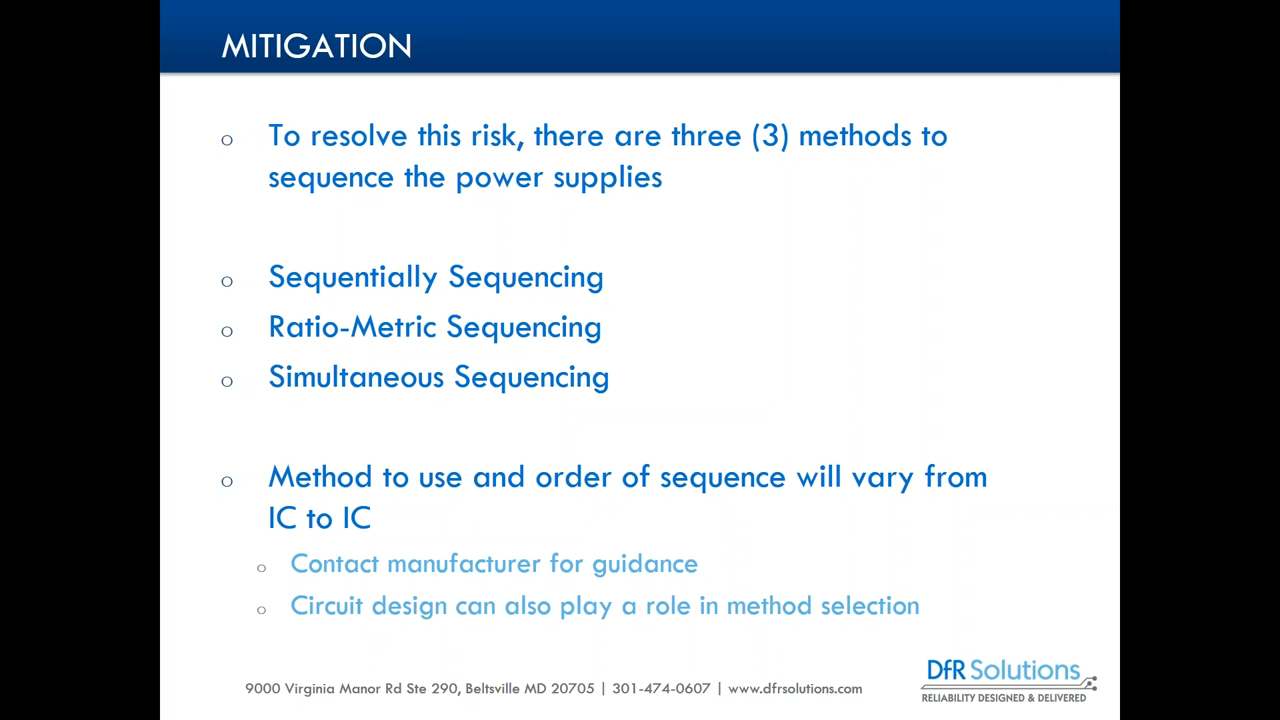 MITIGATION
o To resolve this risk, there are three (3) methods to
sequence the power supplies
o Sequentially Sequencing
o Ratio-Metric Sequencing
o Simultaneous Sequencing
o Method to use and order of sequence will vary from
IC to IC
o Contact manufacturer for guidance
o Circuit design can also play a role in method selection
9000 Virginia Manor Rd Ste 290, Beltsville MD 20705 | 301-474-0607 | www.dfrsolutions.com
DfR Solutions
RELIABILITY DESIGNED & DELIVERED